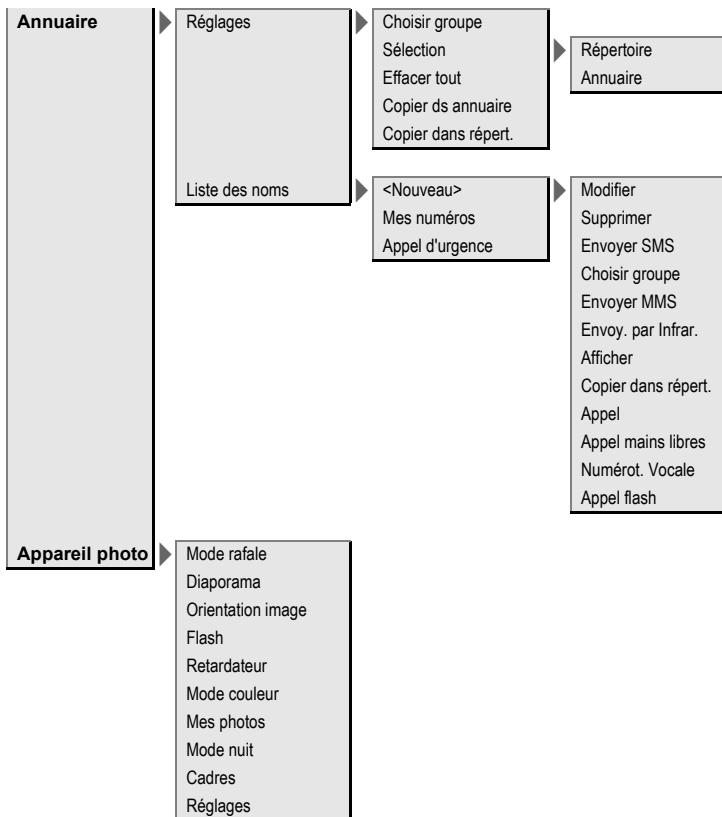 Annuaire
Réglages
Choisir groupe
Sélection
Effacer tout
Copier ds annuaire
Copier dans répert.
Répertoire
Annuaire
Liste des noms
<Nouveau>
Mes numéros
Appel d'urgence
Modifier
Supprimer
Envoyer SMS
Choisir groupe
Envoyer MMS
Envoy. par Infrar.
Afficher
Copier dans répert.
Appel
Appel mains libres
Numérot. Vocale
Appel flash
Appareil photo
Mode rafale
Diaporama
Orientation image
Flash
Retardateur
Mode couleur
Mes photos
Mode nuit
Cadres
Réglages